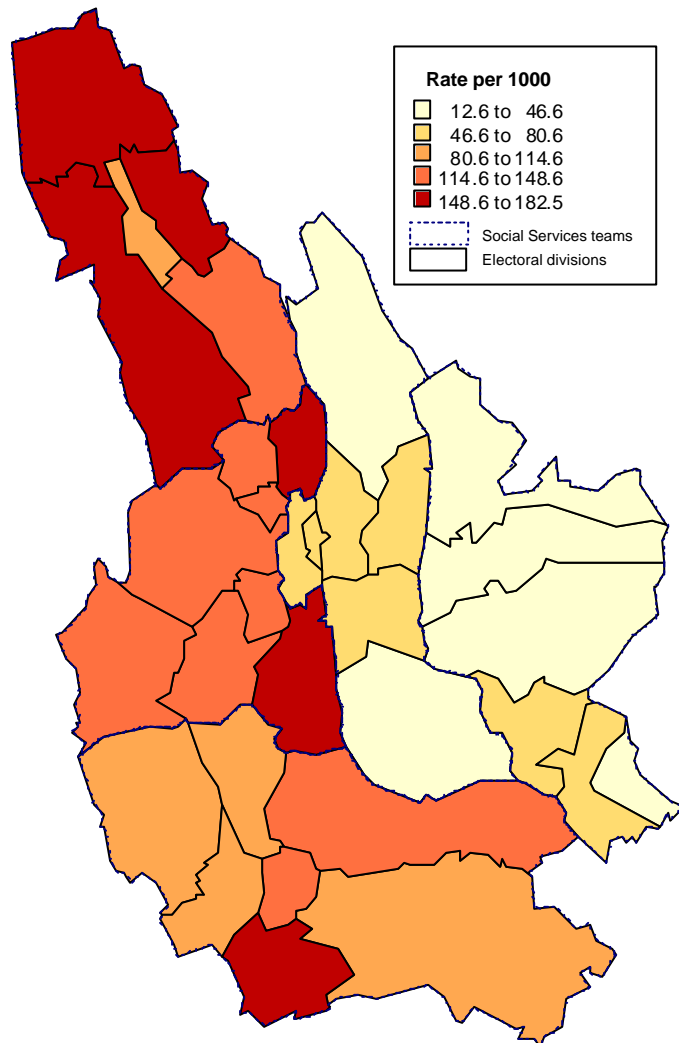 Rate per 1000
12.6 to 46.6
46.6 to 80.6
80.6 to 114.6
114.6 to 148.6
148.6 to 182.5
Social Services teams
Electoral divisions